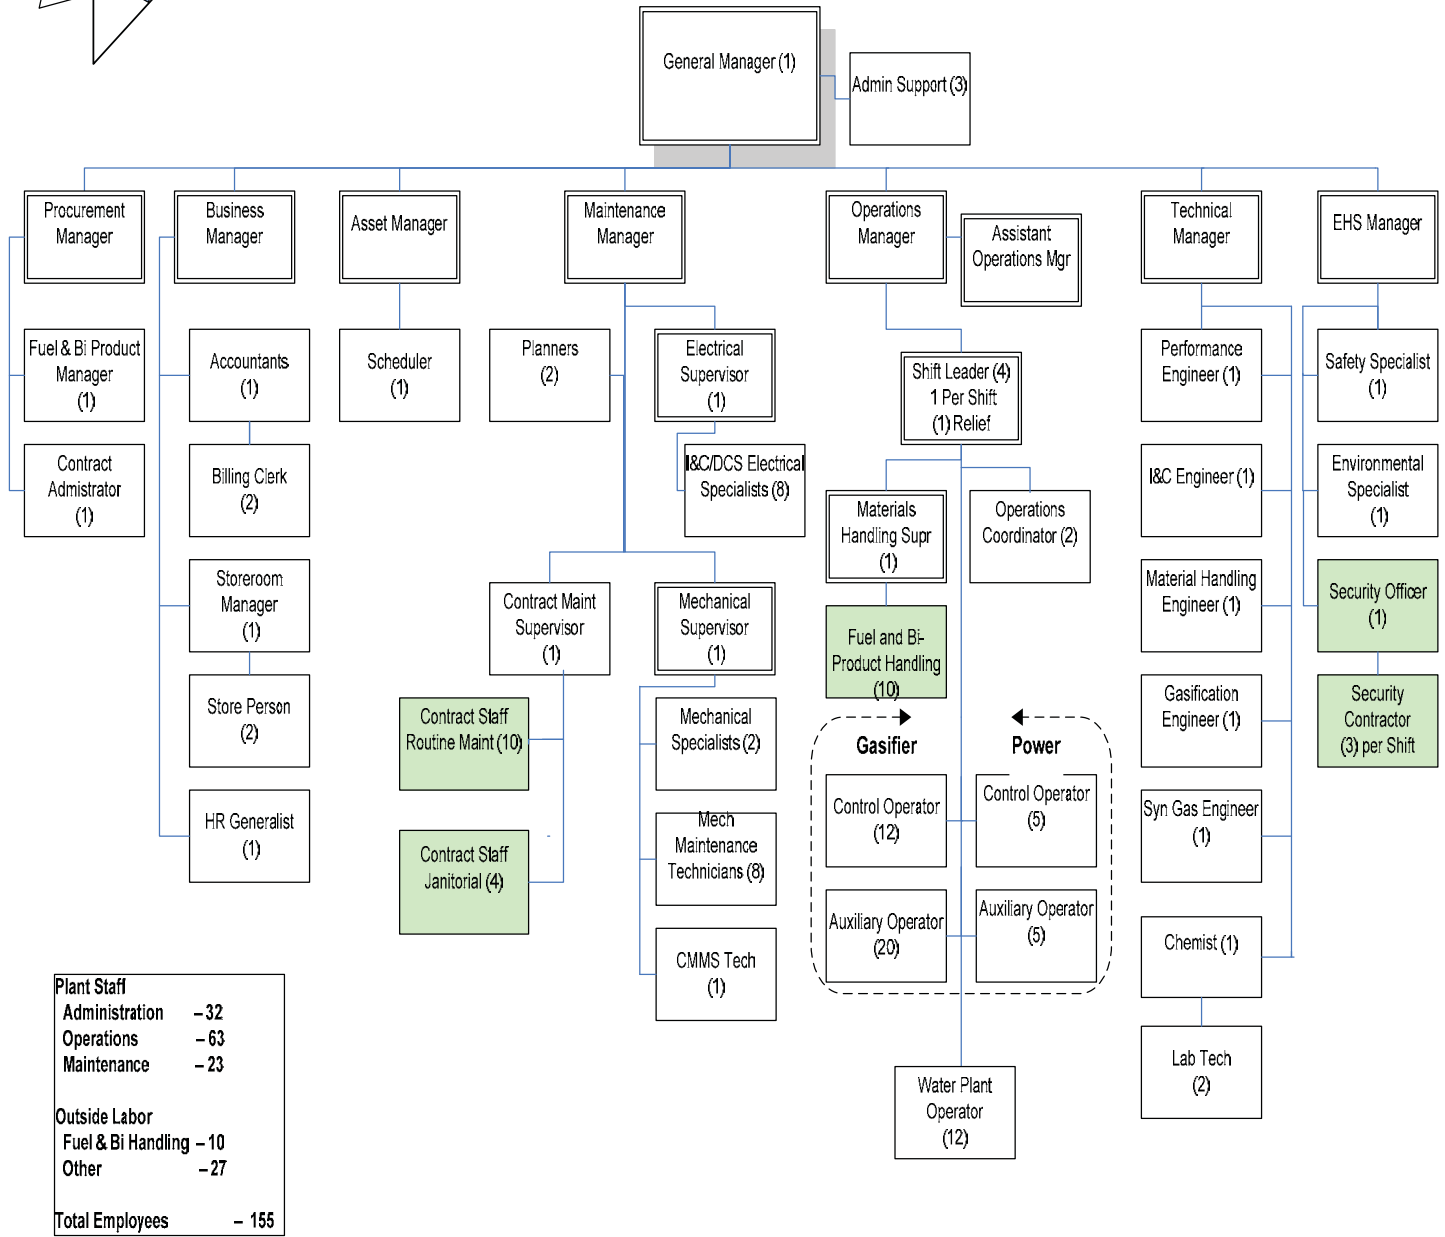 General Manager (1)
Admin Support (3)
Procurement
Manager
Business
Manager
Asset Manager
Maintenance
Manager
Operations
Manager
Assistant
Operations Mgr
Technical
Manager
EHS Manager
Fuel & Bi Product
Manager
(1)
Contract
Admistrator
(1)
Accountants
(1)
Billing Clerk
(2)
Storeroom
Manager
(1)
Store Person
(2)
HR Generalist
(1)
Scheduler
(1)
Planners
(2)
Electrical
Supervisor
(1)
I&C/DCS Electrical
Specialists (8)
Contract Maint
Supervisor
(1)
Mechanical
Supervisor
(1)
Contract Staff
Routine Maint (10)
Contract Staff
Janitorial (4)
Mechanical
Specialists (2)
Mech
Maintenance
Technicians (8)
CMMS Tech
(1)
Shift Leader (4)
1 Per Shift
(1) Relief
Materials
Handling Supr
(1)
Operations
Coordinator (2)
Fuel and Bi-
Product Handling
(10)
Gasifier
Power
Control Operator
(12)
Control Operator
(5)
Auxiliary Operator
(20)
Auxiliary Operator
(5)
Water Plant
Operator
(12)
Performance
Engineer (1)
I&C Engineer (1)
Material Handling
Engineer (1)
Gasification
Engineer (1)
Syn Gas Engineer
(1)
Chemist (1)
Lab Tech
(2)
Safety Specialist
(1)
Environmental
Specialist
(1)
Security Officer
(1)
Security
Contractor
(3) per Shift
Plant Staff
Administration – 32
Operations – 63
Maintenance – 23
Outside Labor
Fuel & Bi Handling – 10
Other – 27
Total Employees – 155